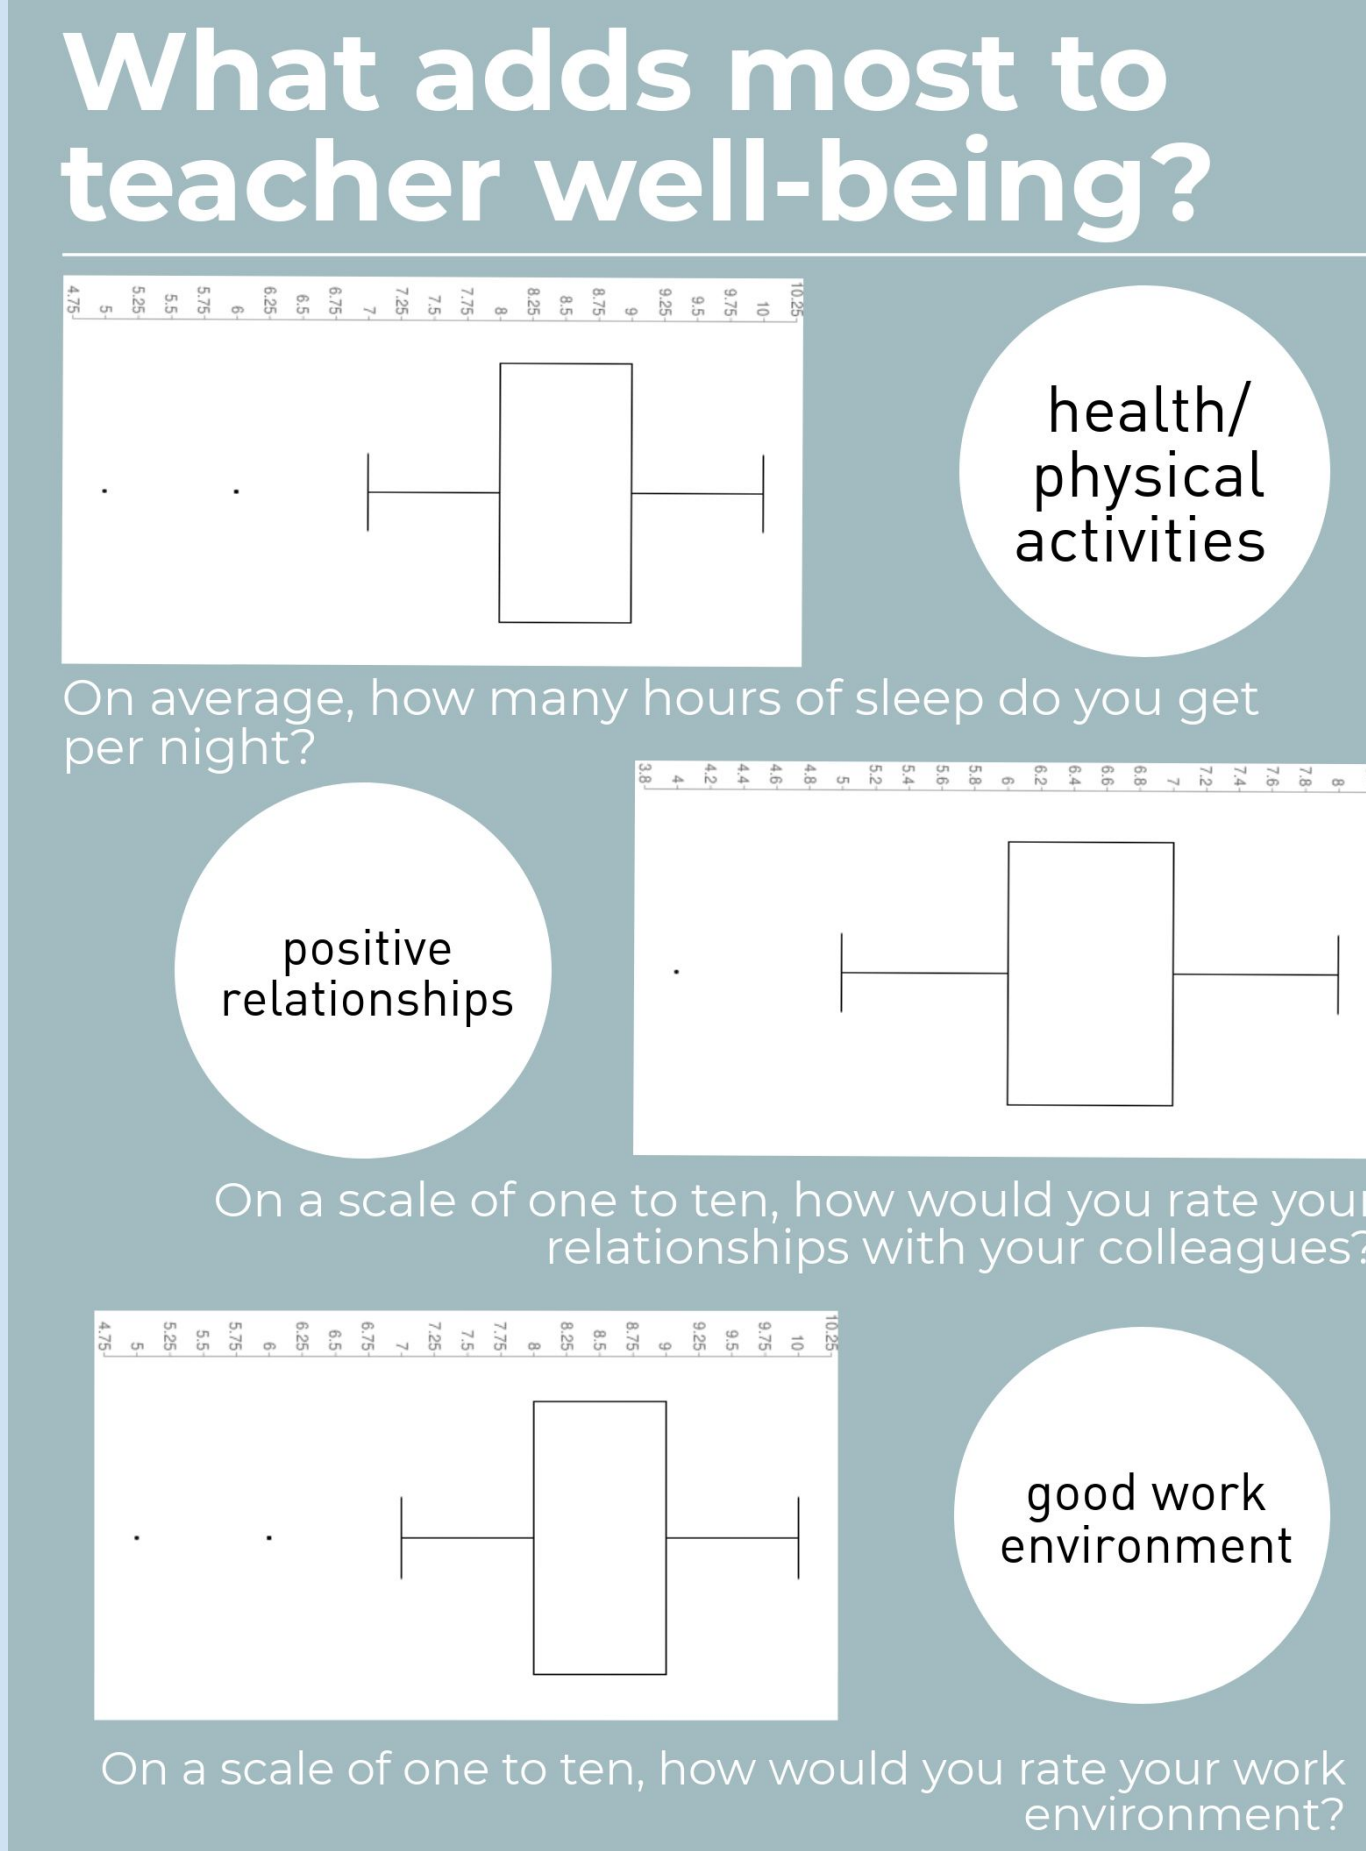 What adds most to
teacher well-being?
4.75 5 5.25 5.5 5.75 6 6.25 6.5 6.75 7 7.25 7.5 7.75 8 8.25 8.5 8.75 9 9.25 9.5 9.75 10 10.25
health/
physical
activities
On average, how many hours of sleep do you get
per night?
3.8 4 4.2 4.4 4.6 4.8 5 5.2 5.4 5.6 5.8 6 6.2 6.4 6.6 6.8 7 7.2 7.4 7.6 7.8 8
positive
relationships
On a scale of one to ten, how would you rate your
relationships with your colleagues?
4.75 5 5.25 5.5 5.75 6 6.25 6.5 6.75 7 7.25 7.5 7.75 8 8.25 8.5 8.75 9 9.25 9.5 9.75 10 10.25
good work
environment
On a scale of one to ten, how would you rate your work
environment?